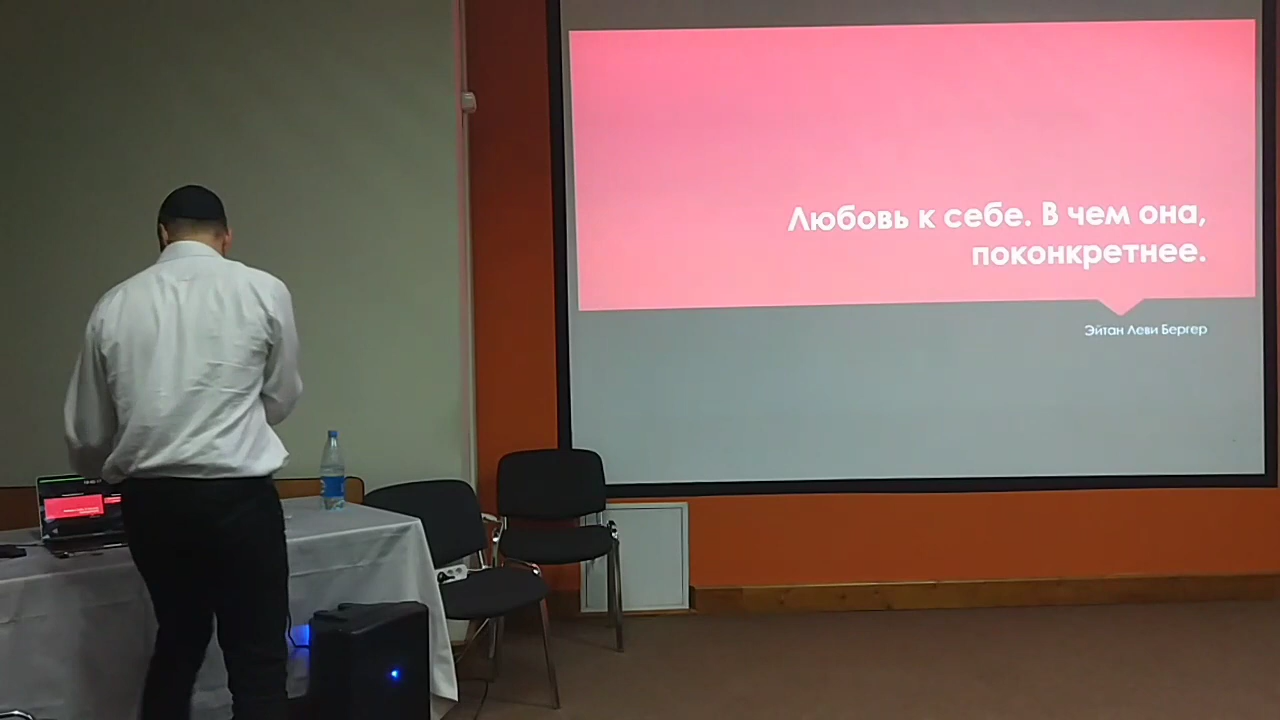 Любовь к себе. В чем она,
поконкретнее.
Эйтан Леви Бергер